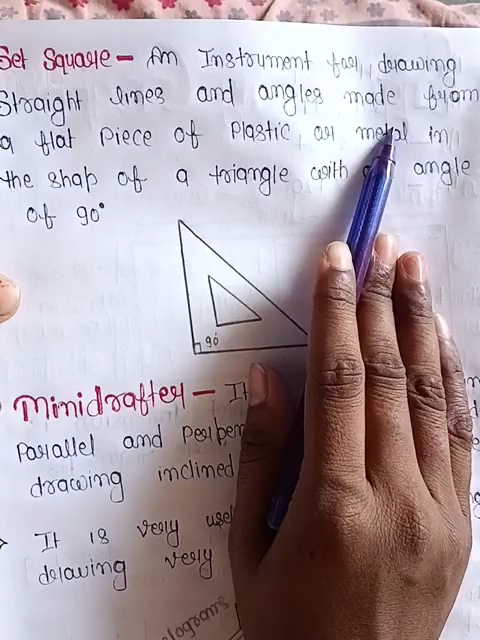 Set Square - An Instrument for drawing
Straight lines and angles made from
a flat Piece of Plastic or metal in
the shap of a triangle with angle
of 90°
90
Minidrafter - It
Parallel and
drawing inclined
It is very
drawing very